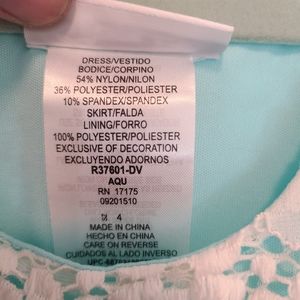 DRESS/VESTIDO
BODICE/CORPINO
54% NYLON/NILON
36% POLYESTER/POLIESTER
10% SPANDEX/SPANDEX
SKIRT/FALDA
LINING/FORRO
100% POLYESTER/POLIESTER
EXCLUSIVE OF DECORATION
EXCLUYENDO ADORNOS
R37601-DV
AQU
RN 17175
09201510
4
MADE IN CHINA
HECHO EN CHINA
CARE ON REVERSE
CUIDADOS AL LADO INVERSO